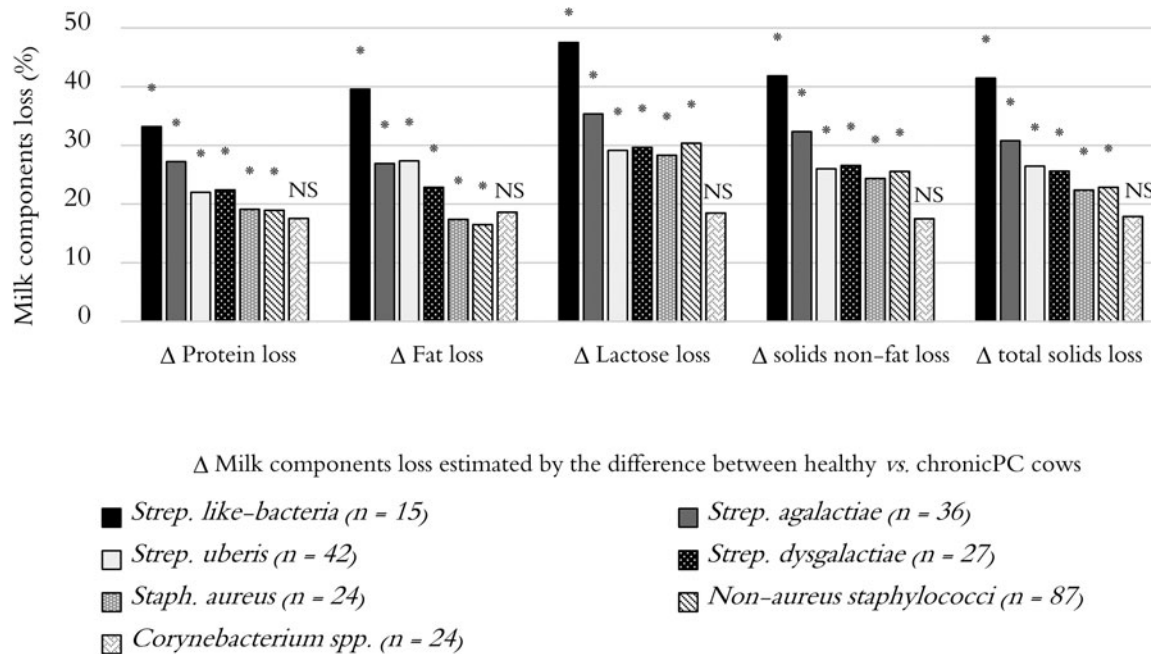 Milk components loss (%)
50
40
30
20
10
0
* * * * * * NS
* * * * * * NS
* * * * * * NS
* * * * * * NS
* * * * * * NS
Δ Protein loss
Δ Fat loss
Δ Lactose loss
Δ solids non-fat loss
Δ total solids loss
Δ Milk components loss estimated by the difference between healthy vs. chronicPC cows
Strep. like-bacteria (n = 15)
Strep. agalactiae (n = 36)
Strep. uberis (n = 42)
Strep. dysgalactiae (n = 27)
Staph. aureus (n = 24)
Non-aureus staphylococci (n = 87)
Corynebacterium spp. (n = 24)